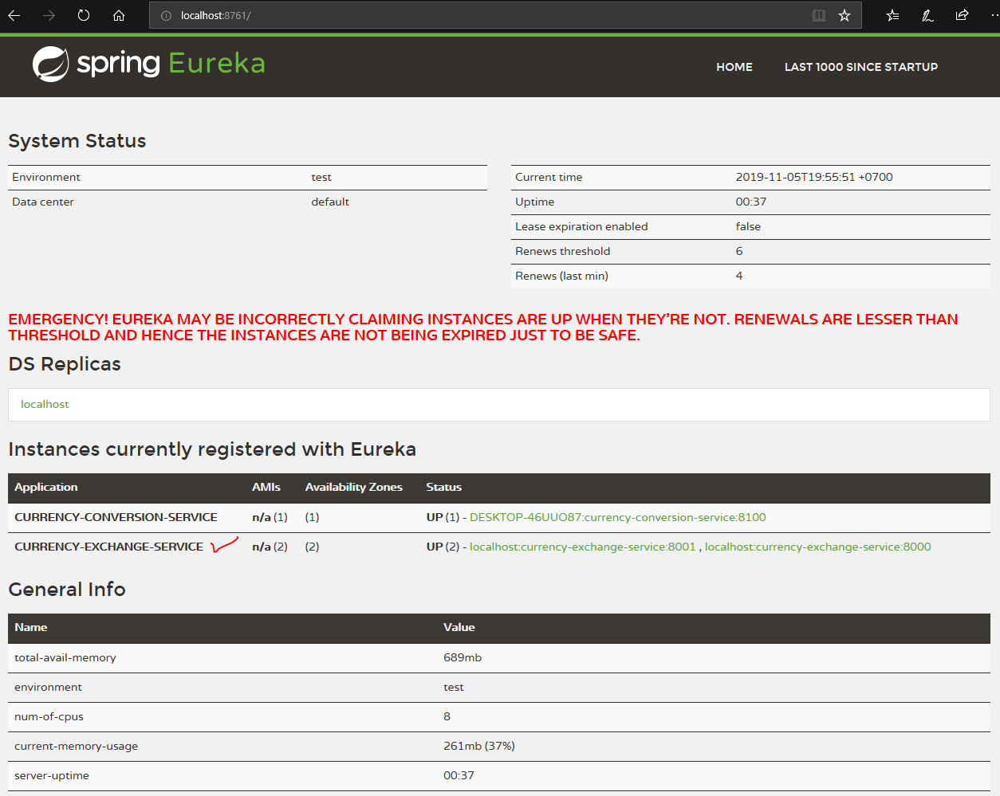 localhost:8761/
spring Eureka
HOME LAST 1000 SINCE STARTUP
System Status
Environment test
Data center default
Current time 2019-11-05T19:55:51 +0700
Uptime 00:37
Lease expiration enabled false
Renews threshold 6
Renews (last min) 4
EMERGENCY! EUREKA MAY BE INCORRECTLY CLAIMING INSTANCES ARE UP WHEN THEY'RE NOT. RENEWALS ARE LESSER THAN
THRESHOLD AND HENCE THE INSTANCES ARE NOT BEING EXPIRED JUST TO BE SAFE.
DS Replicas
localhost
Instances currently registered with Eureka
Application AMIs Availability Zones Status
CURRENCY-CONVERSION-SERVICE n/a (1) (1) UP (1) - DESKTOP-46UUO87:currency-conversion-service:8100
CURRENCY-EXCHANGE-SERVICE n/a (2) (2) UP (2) - localhost:currency-exchange-service:8001 , localhost:currency-exchange-service:8000
General Info
Name Value
total-avail-memory 689mb
environment test
num-of-cpus 8
current-memory-usage 261mb (37%)
server-uptime 00:37